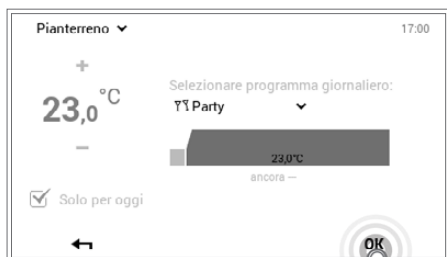 Pianterreno
17:00
+
23,0 °C
−
Selezionare programma giornaliero:
Party
23,0°C
ancora --
Solo per oggi
OK